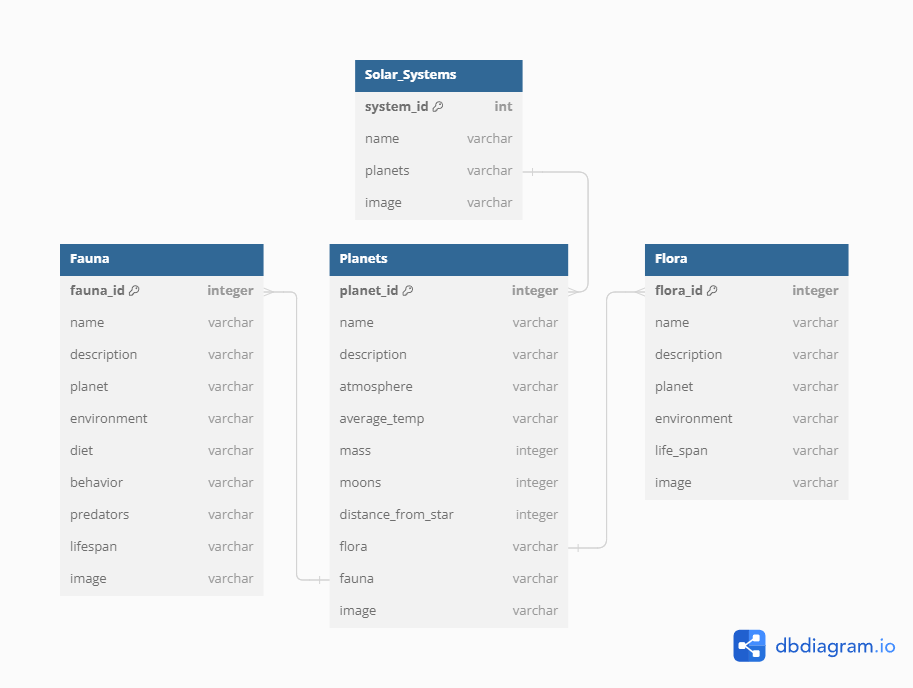 Solar_Systems
system_id int
name varchar
planets varchar
image varchar
Fauna
fauna_id integer
name varchar
description varchar
planet varchar
environment varchar
diet varchar
behavior varchar
predators varchar
lifespan varchar
image varchar
Planets
planet_id integer
name varchar
description varchar
atmosphere varchar
average_temp varchar
mass integer
moons integer
distance_from_star integer
flora varchar
fauna varchar
image varchar
Flora
flora_id integer
name varchar
description varchar
planet varchar
environment varchar
life_span varchar
image varchar
dbdiagram.io